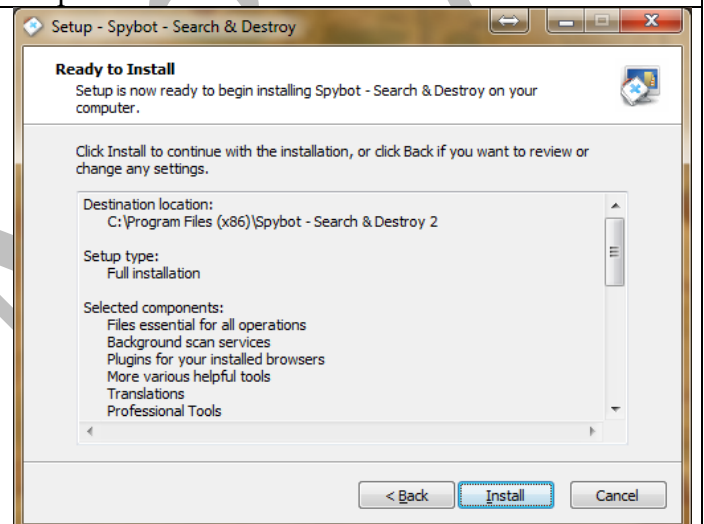 Setup - Spybot - Search & Destroy
Ready to Install
Setup is now ready to begin installing Spybot - Search & Destroy on your
computer.
Click Install to continue with the installation, or click Back if you want to review or
change any settings.
Destination location:
C:\Program Files (x86)\Spybot - Search & Destroy 2
Setup type:
Full installation
Selected components:
Files essential for all operations
Background scan services
Plugins for your installed browsers
More various helpful tools
Translations
Professional Tools
< Back
Install
Cancel